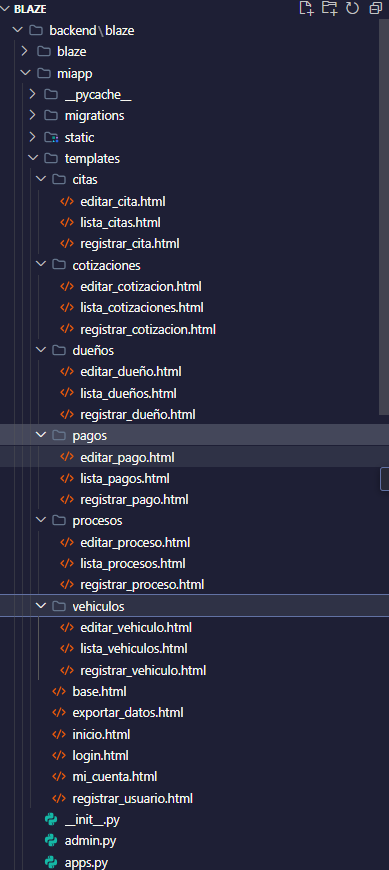 BLAZE
backend\blaze
blaze
miapp
__pycache__
migrations
static
templates
citas
editar_cita.html
lista_citas.html
registrar_cita.html
cotizaciones
editar_cotizacion.html
lista_cotizaciones.html
registrar_cotizacion.html
dueños
editar_dueño.html
lista_dueños.html
registrar_dueño.html
pagos
editar_pago.html
lista_pagos.html
registrar_pago.html
procesos
editar_proceso.html
lista_procesos.html
registrar_proceso.html
vehiculos
editar_vehiculo.html
lista_vehiculos.html
registrar_vehiculo.html
base.html
exportar_datos.html
inicio.html
login.html
mi_cuenta.html
registrar_usuario.html
__init__.py
admin.py
apps.py